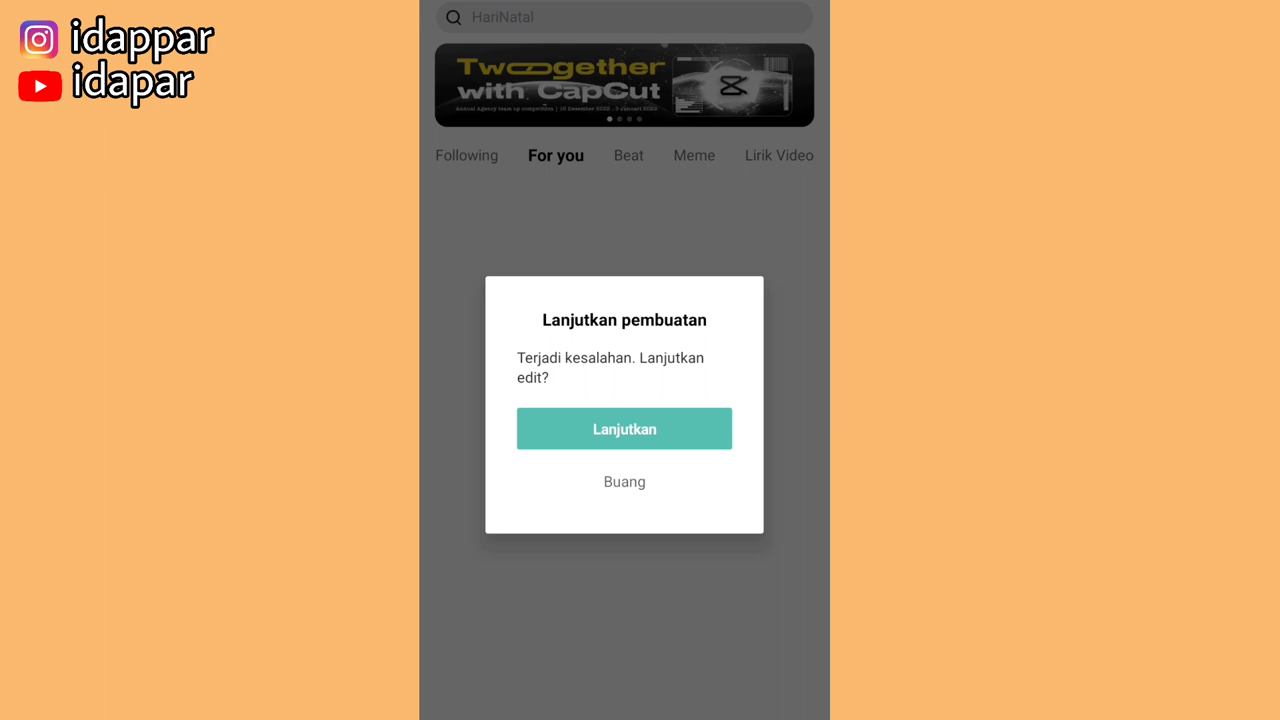 idappar
idapar
HariNatal
Twogether
with CapCut
Following For you Beat Meme Lirik Video
Lanjutkan pembuatan
Terjadi kesalahan. Lanjutkan
edit?
Lanjutkan
Buang